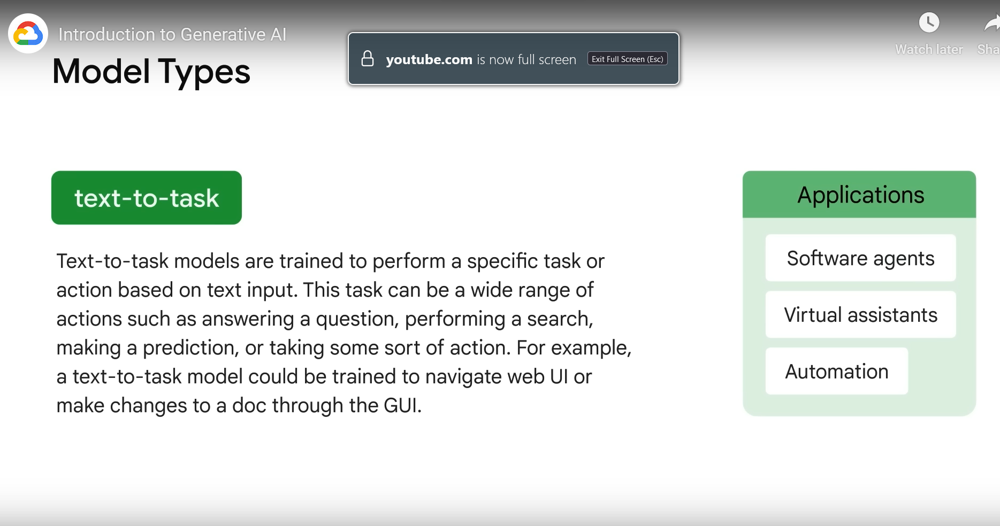 Introduction to Generative AI
youtube.com is now full screen Exit Full Screen (Esc)
Watch later
Sha
Model Types
text-to-task
Text-to-task models are trained to perform a specific task or
action based on text input. This task can be a wide range of
actions such as answering a question, performing a search,
making a prediction, or taking some sort of action. For example,
a text-to-task model could be trained to navigate web UI or
make changes to a doc through the GUI.
Applications
Software agents
Virtual assistants
Automation